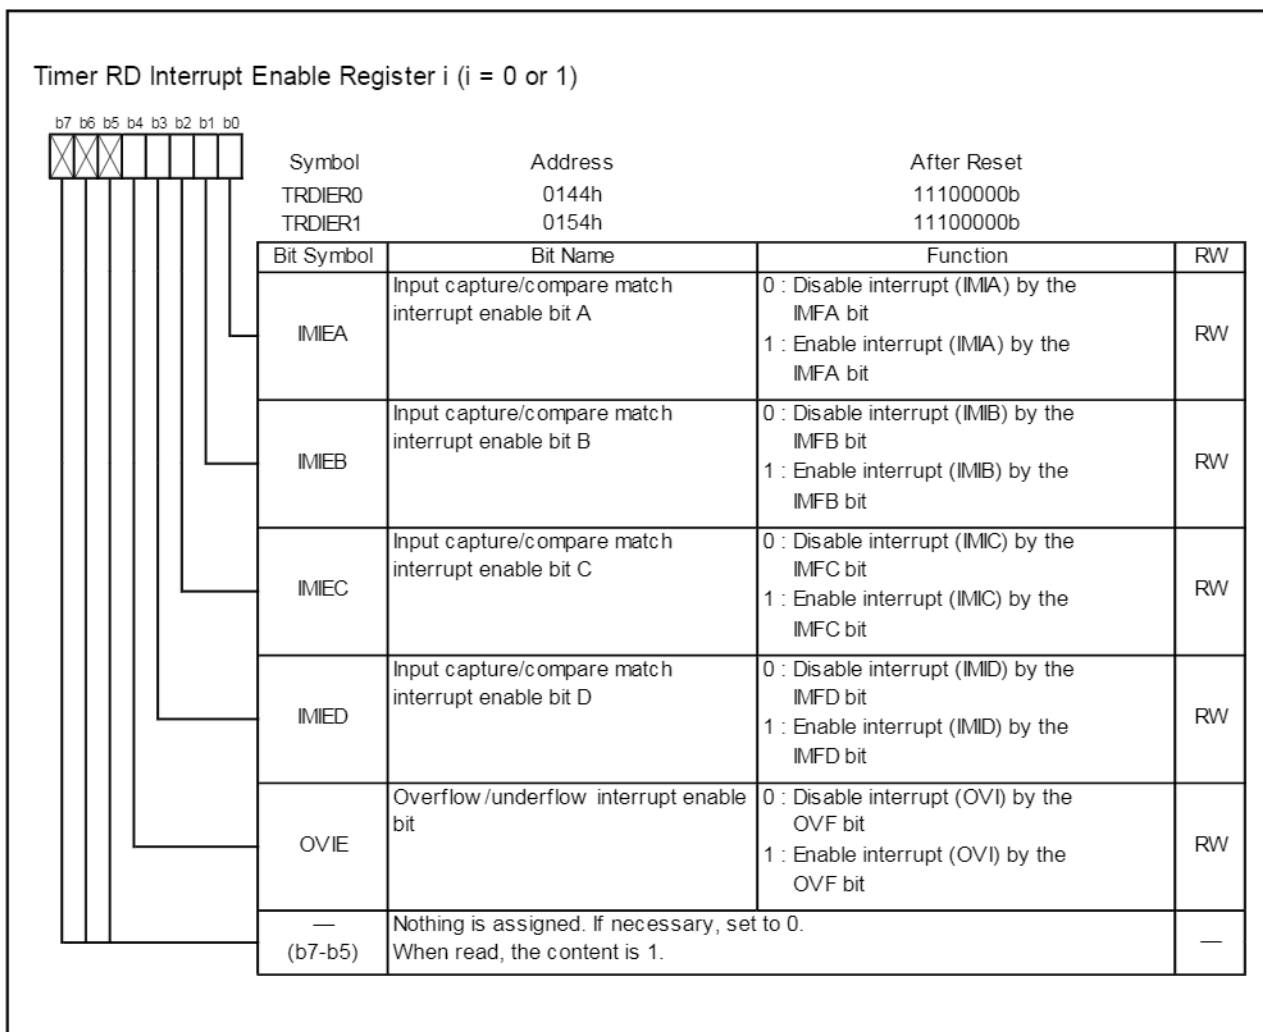 Timer RD Interrupt Enable Register i (i = 0 or 1)
b7 b6 b5 b4 b3 b2 b1 b0
Symbol Address After Reset
TRDIER0 0144h 11100000b
TRDIER1 0154h 11100000b
Bit Symbol Bit Name Function RW
IMIEA
Input capture/compare match
interrupt enable bit A
0 : Disable interrupt (IMIA) by the
IMFA bit
1 : Enable interrupt (IMIA) by the
IMFA bit
RW
IMIEB
Input capture/compare match
interrupt enable bit B
0 : Disable interrupt (IMIB) by the
IMFB bit
1 : Enable interrupt (IMIB) by the
IMFB bit
RW
IMIEC
Input capture/compare match
interrupt enable bit C
0 : Disable interrupt (IMIC) by the
IMFC bit
1 : Enable interrupt (IMIC) by the
IMFC bit
RW
IMIED
Input capture/compare match
interrupt enable bit D
0 : Disable interrupt (IMID) by the
IMFD bit
1 : Enable interrupt (IMID) by the
IMFD bit
RW
OVIE
Overflow/underflow interrupt enable
bit
0 : Disable interrupt (OVI) by the
OVF bit
1 : Enable interrupt (OVI) by the
OVF bit
RW
—
(b7-b5)
Nothing is assigned. If necessary, set to 0.
When read, the content is 1.
—